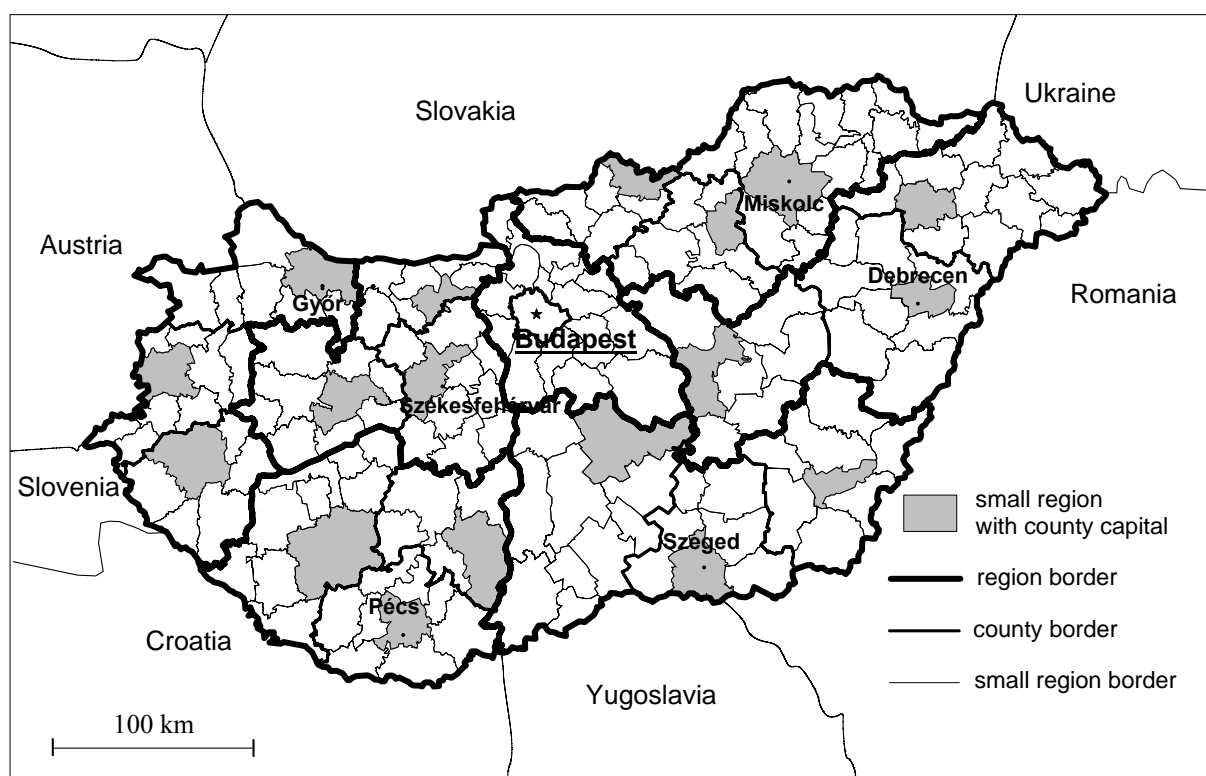 Ukraine
Slovakia
Miskolc
Austria
Debrecen
Romania
Győr
Budapest
Székesfehérvár
Slovenia
small region
with county capital
Szeged
region border
Pécs
county border
Croatia
small region border
Yugoslavia
100 km